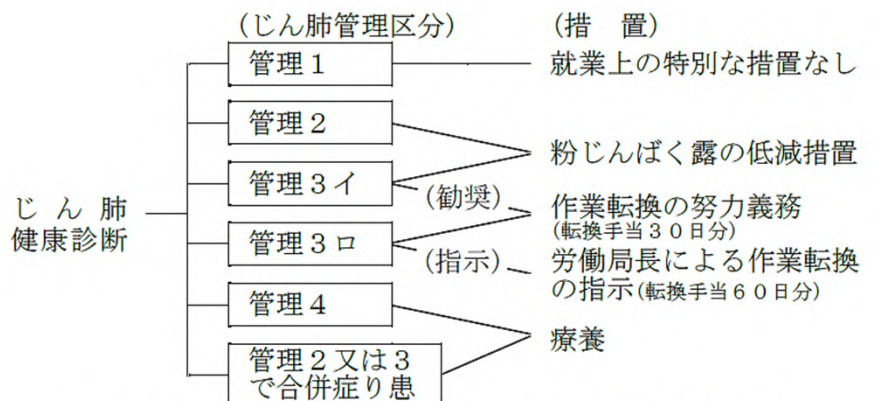 (じん肺管理区分)
(措 置)
管理1
就業上の特別な措置なし
管理2
粉じんばく露の低減措置
管理3イ
(勧奨)
じん肺
健康診断
作業転換の努力義務
(転換手当30日分)
管理3ロ
(指示)
労働局長による作業転換
の指示(転換手当60日分)
管理4
療養
管理2又は3
で合併症り患